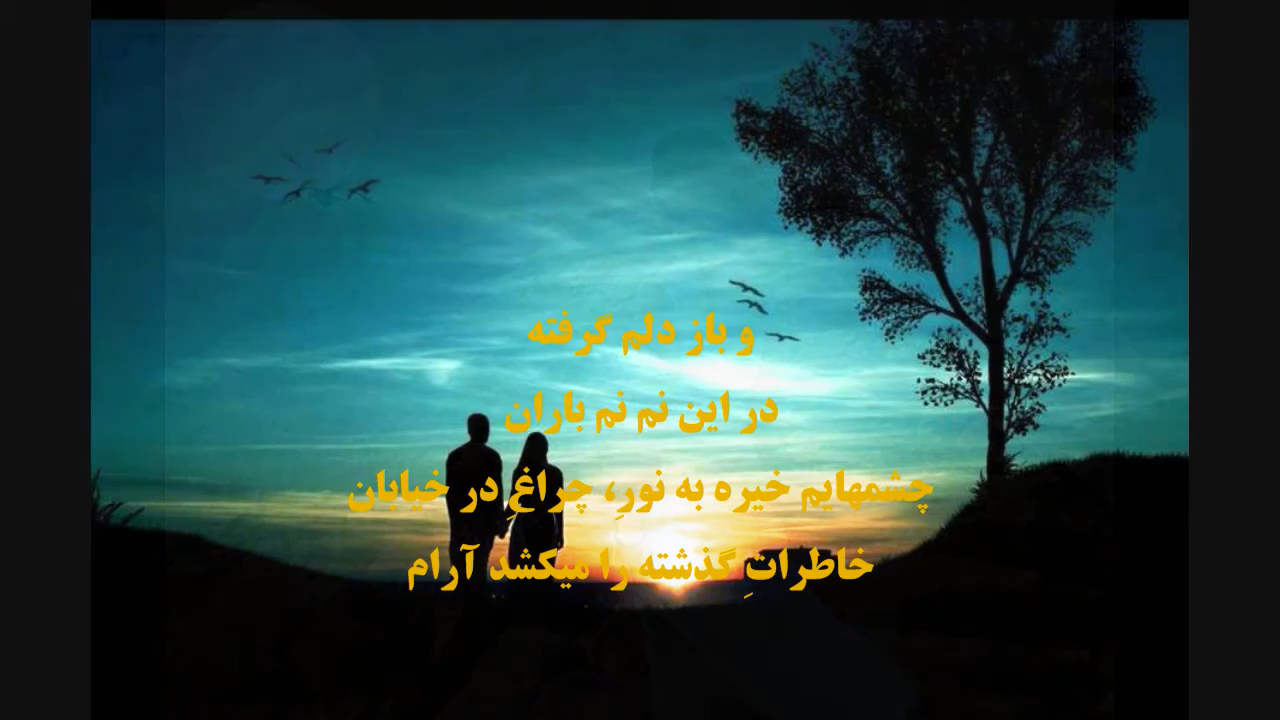 و باز دلم گرفته
در این نم نم باران
چشمهایم خیره به نورِ، چراغِ در خیابان
خاطراتِ گذشته را میکشد آرام